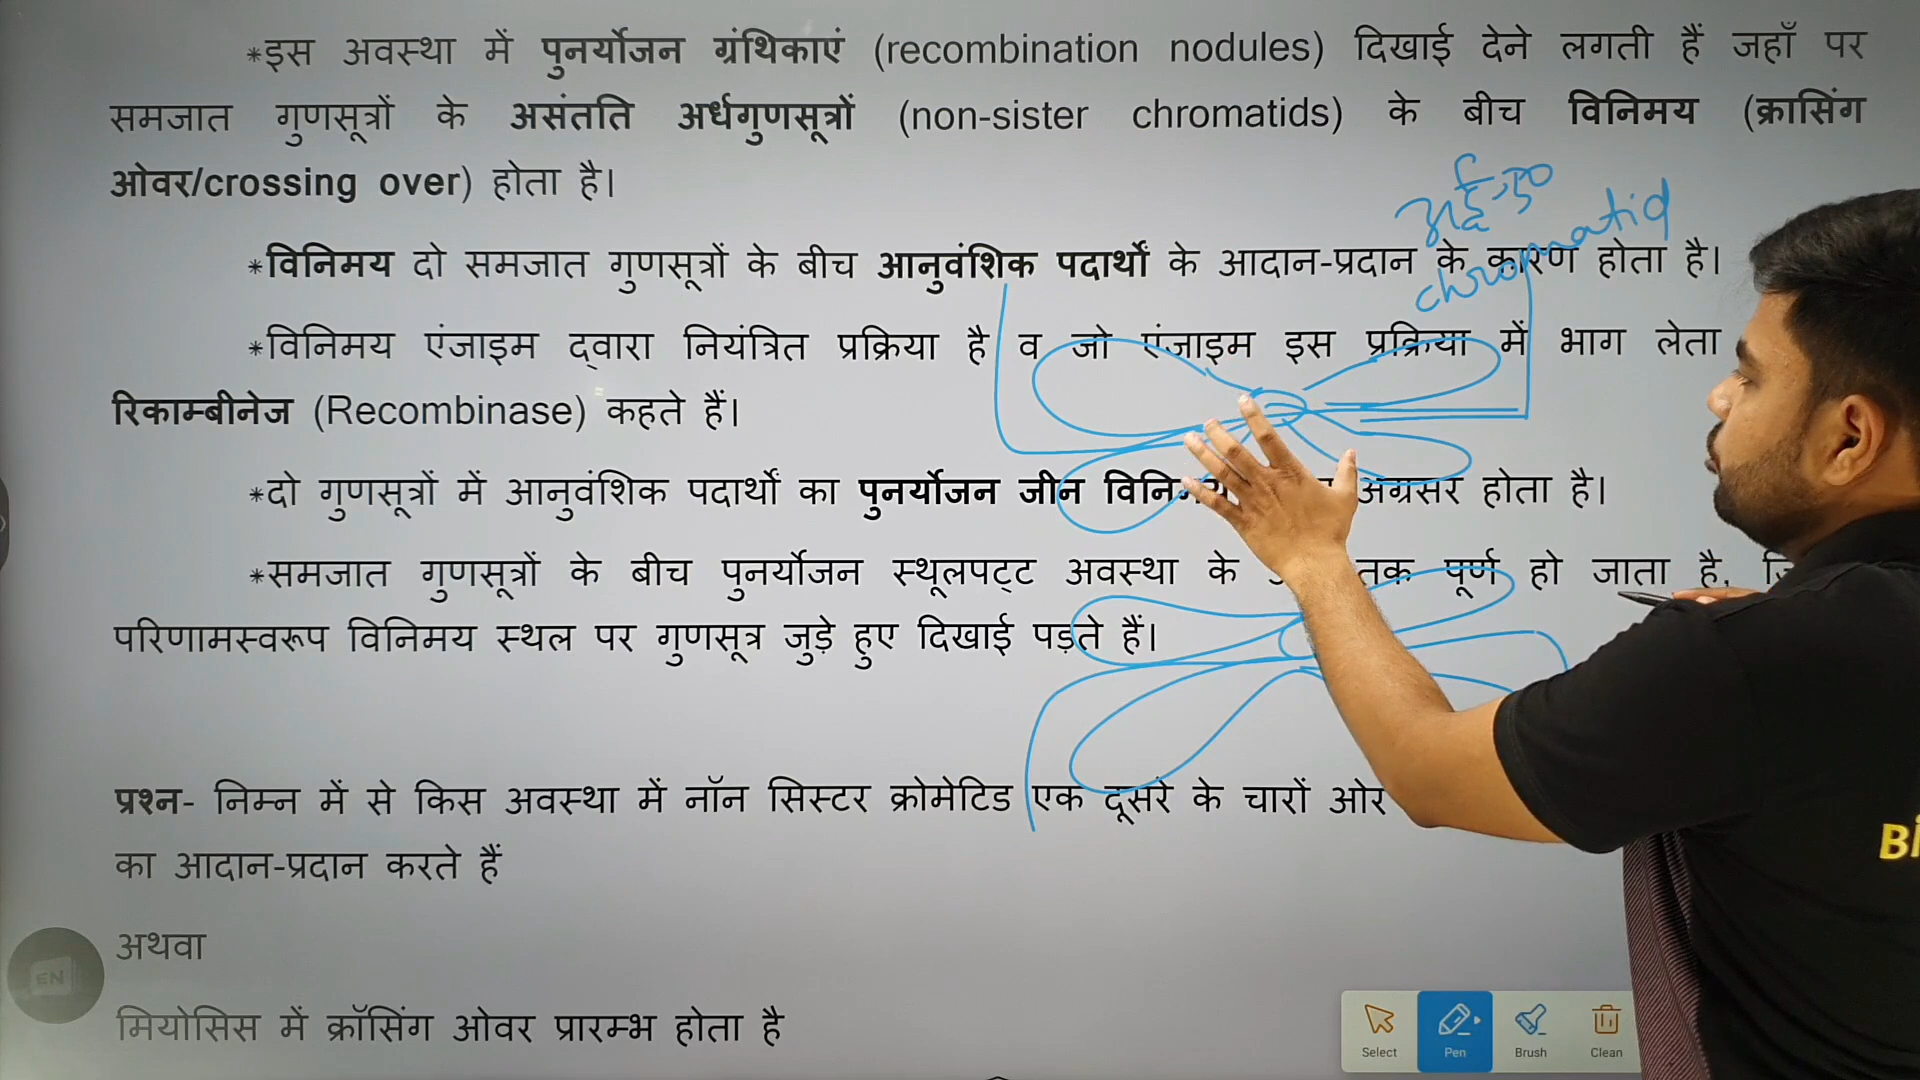 *इस अवस्था में पुनर्योजन ग्रंथिकाएं (recombination nodules) दिखाई देने लगती हैं जहाँ पर
समजात गुणसूत्रों के असंतति अर्धगुणसूत्रों (non-sister chromatids) के बीच विनिमय (क्रासिंग
ओवर/crossing over) होता है।
chromatid
*विनिमय दो समजात गुणसूत्रों के बीच आनुवंशिक पदार्थों के आदान-प्रदान के कारण होता है।
*विनिमय एंजाइम द्वारा नियंत्रित प्रक्रिया है व जो एंजाइम इस प्रक्रिया में भाग लेता
रिकाम्बीनेज (Recombinase) कहते हैं।
*दो गुणसूत्रों में आनुवंशिक पदार्थों का पुनर्योजन जीन अग्रसर होता है।
*समजात गुणसूत्रों के बीच पुनर्योजन स्थूलपट्ट अवस्था के तक पूर्ण हो जाता है,
परिणामस्वरूप विनिमय स्थल पर गुणसूत्र जुड़े हुए दिखाई पड़ते हैं।
प्रश्न- निम्न में से किस अवस्था में नॉन सिस्टर क्रोमेटिड एक दूसरे के चारों ओर
का आदान-प्रदान करते हैं
अथवा
मियोसिस में क्रॉसिंग ओवर प्रारम्भ होता है
EN
Select Pen Brush Clean